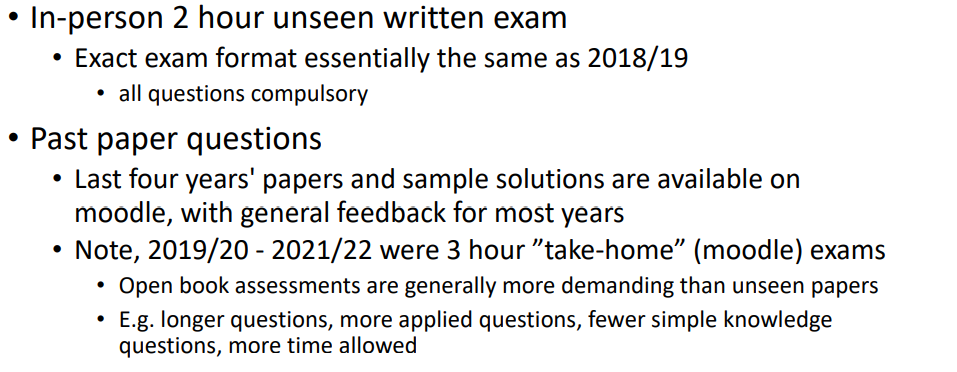 • In-person 2 hour unseen written exam
• Exact exam format essentially the same as 2018/19
• all questions compulsory
• Past paper questions
• Last four years' papers and sample solutions are available on
moodle, with general feedback for most years
• Note, 2019/20 - 2021/22 were 3 hour ”take-home” (moodle) exams
• Open book assessments are generally more demanding than unseen papers
• E.g. longer questions, more applied questions, fewer simple knowledge
questions, more time allowed